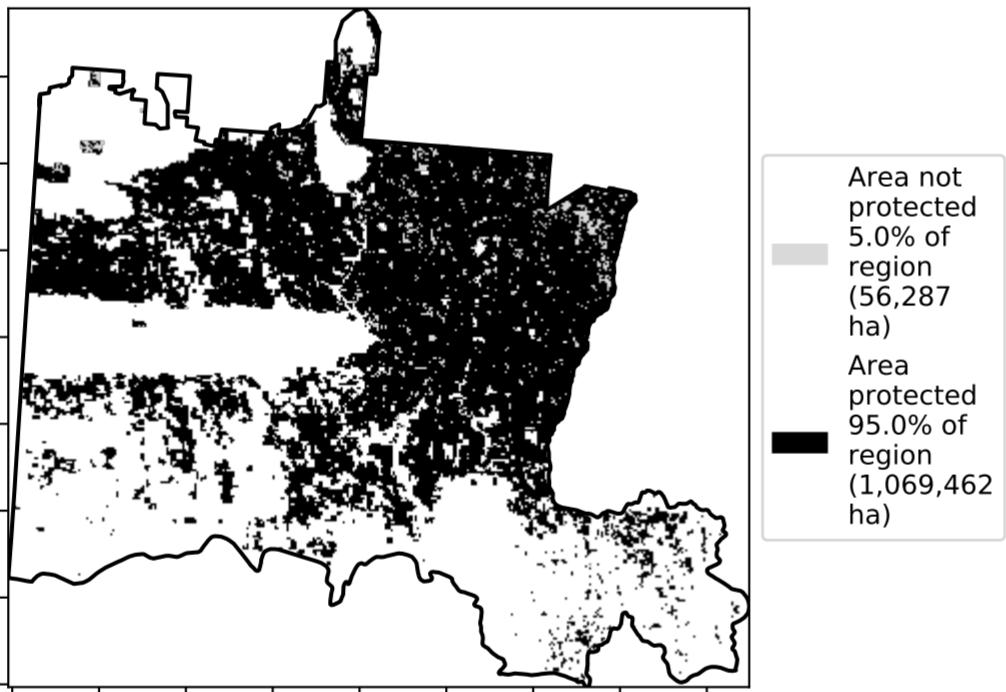 Area not
protected
5.0% of
region
(56,287
ha)
Area
protected
95.0% of
region
(1,069,462
ha)